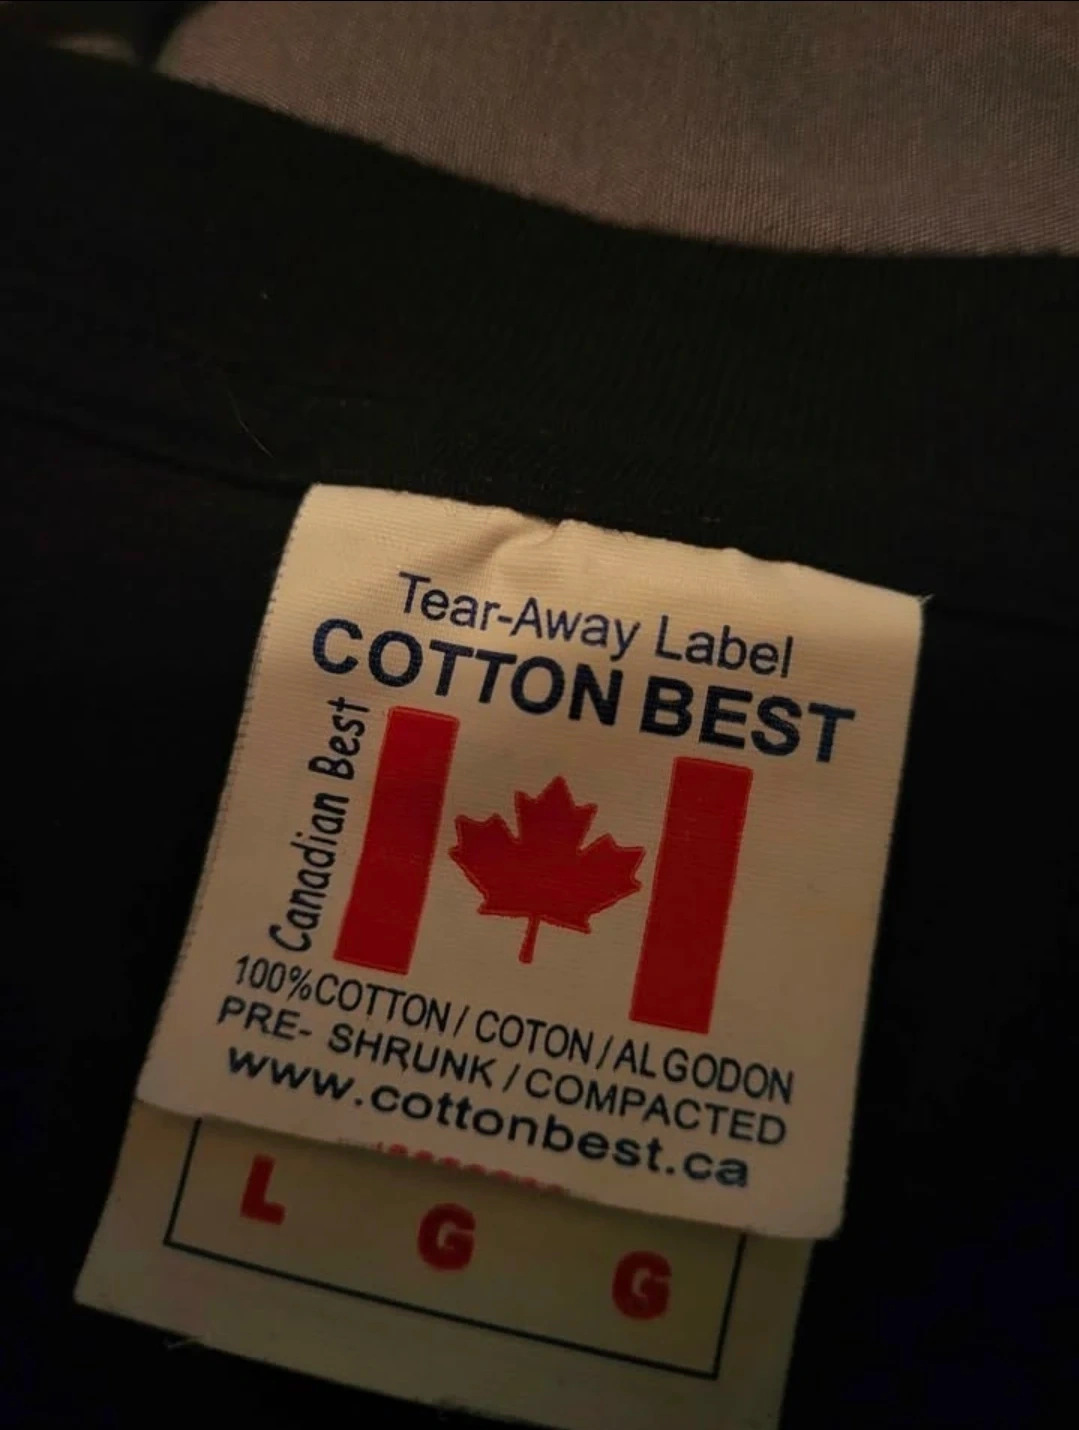 Tear-Away Label
COTTON BEST
Canadian Best
100%COTTON/ COTON/ALGODON
PRE- SHRUNK/COMPACTED
www.cottonbest.ca
L G G